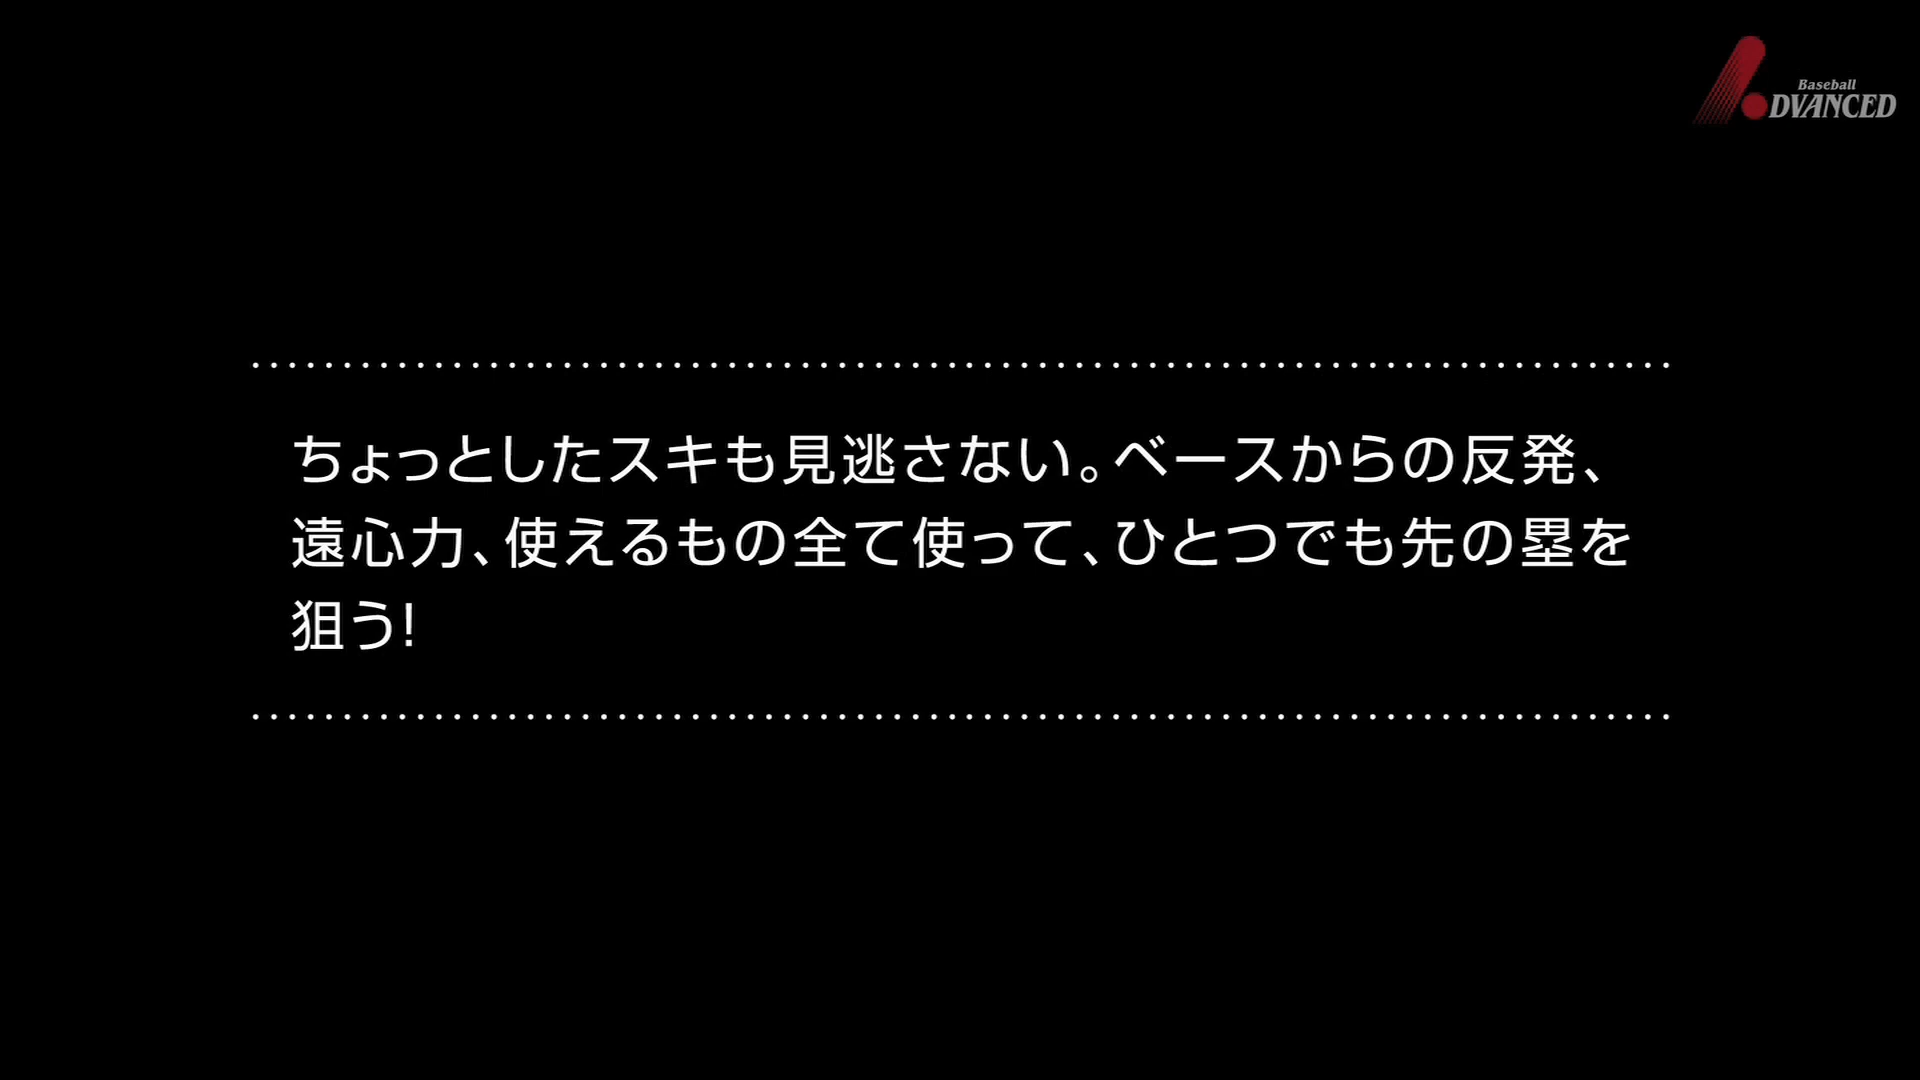 Baseball
ADVANCED
ちょっとしたスキも見逃さない。ベースからの反発、
遠心力、使えるもの全て使って、ひとつでも先の塁を
狙う!